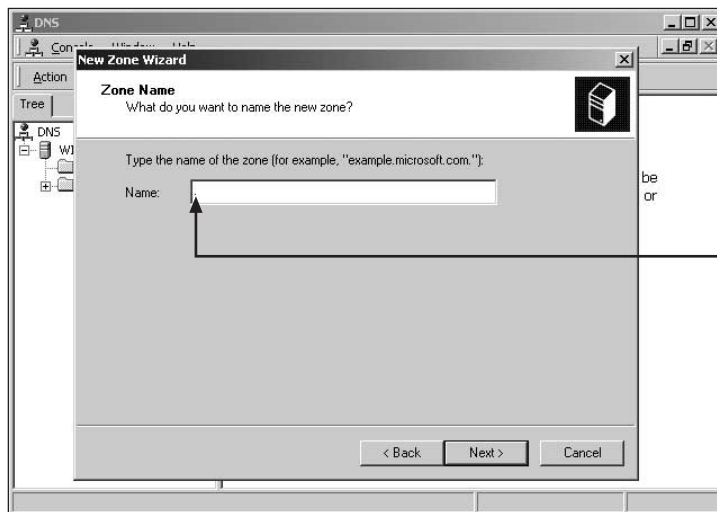 DNS
New Zone Wizard
Action
Zone Name
What do you want to name the new zone?
Tree
DNS
Type the name of the zone (for example, "example.microsoft.com."):
Name:
be
or
< Back
Next >
Cancel